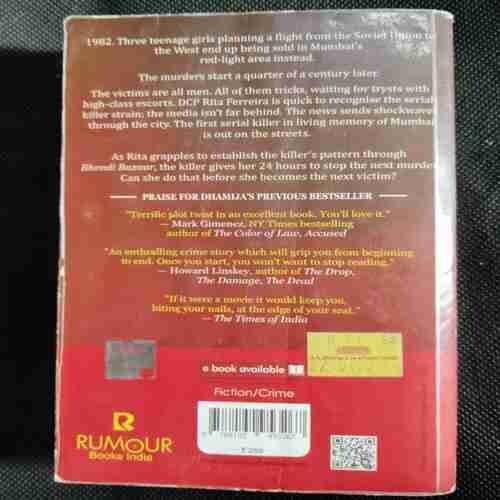 1982. Three teenage girls planning a flight from the Soviet Union to
the West end up being sold in Mumbai's
red-light area instead.
The murders start a quarter of a century later.
The victims are all men. All of them tricks, waiting for trysts with
high-class escorts. DCP Rita Ferreira is quick to recognise the serial
killer strain; the media isn't far behind. The news sends shockwaves
through the city. The first serial killer in living memory of Mumbai
is out on the streets.
As Rita grapples to establish the killer's pattern through
Bhendi Bazaar, the killer gives her 24 hours to stop the next murder.
Can she do that before she becomes the next victim?
PRAISE FOR DHAMIJA'S PREVIOUS BESTSELLER
"Terrific plot twist in an excellent book. You'll love it."
— Mark Gimenez, NY Times bestselling
author of The Color of Law, Accused
"An enthralling crime story which will grip you from beginning
to end. Once you start, you won't want to stop reading."
— Howard Linskey, author of The Drop,
The Damage, The Dead
"If it were a movie it would keep you,
biting your nails, at the edge of your seat."
— The Times of India
e book available
Fiction/Crime
R
RUMOUR
Books India